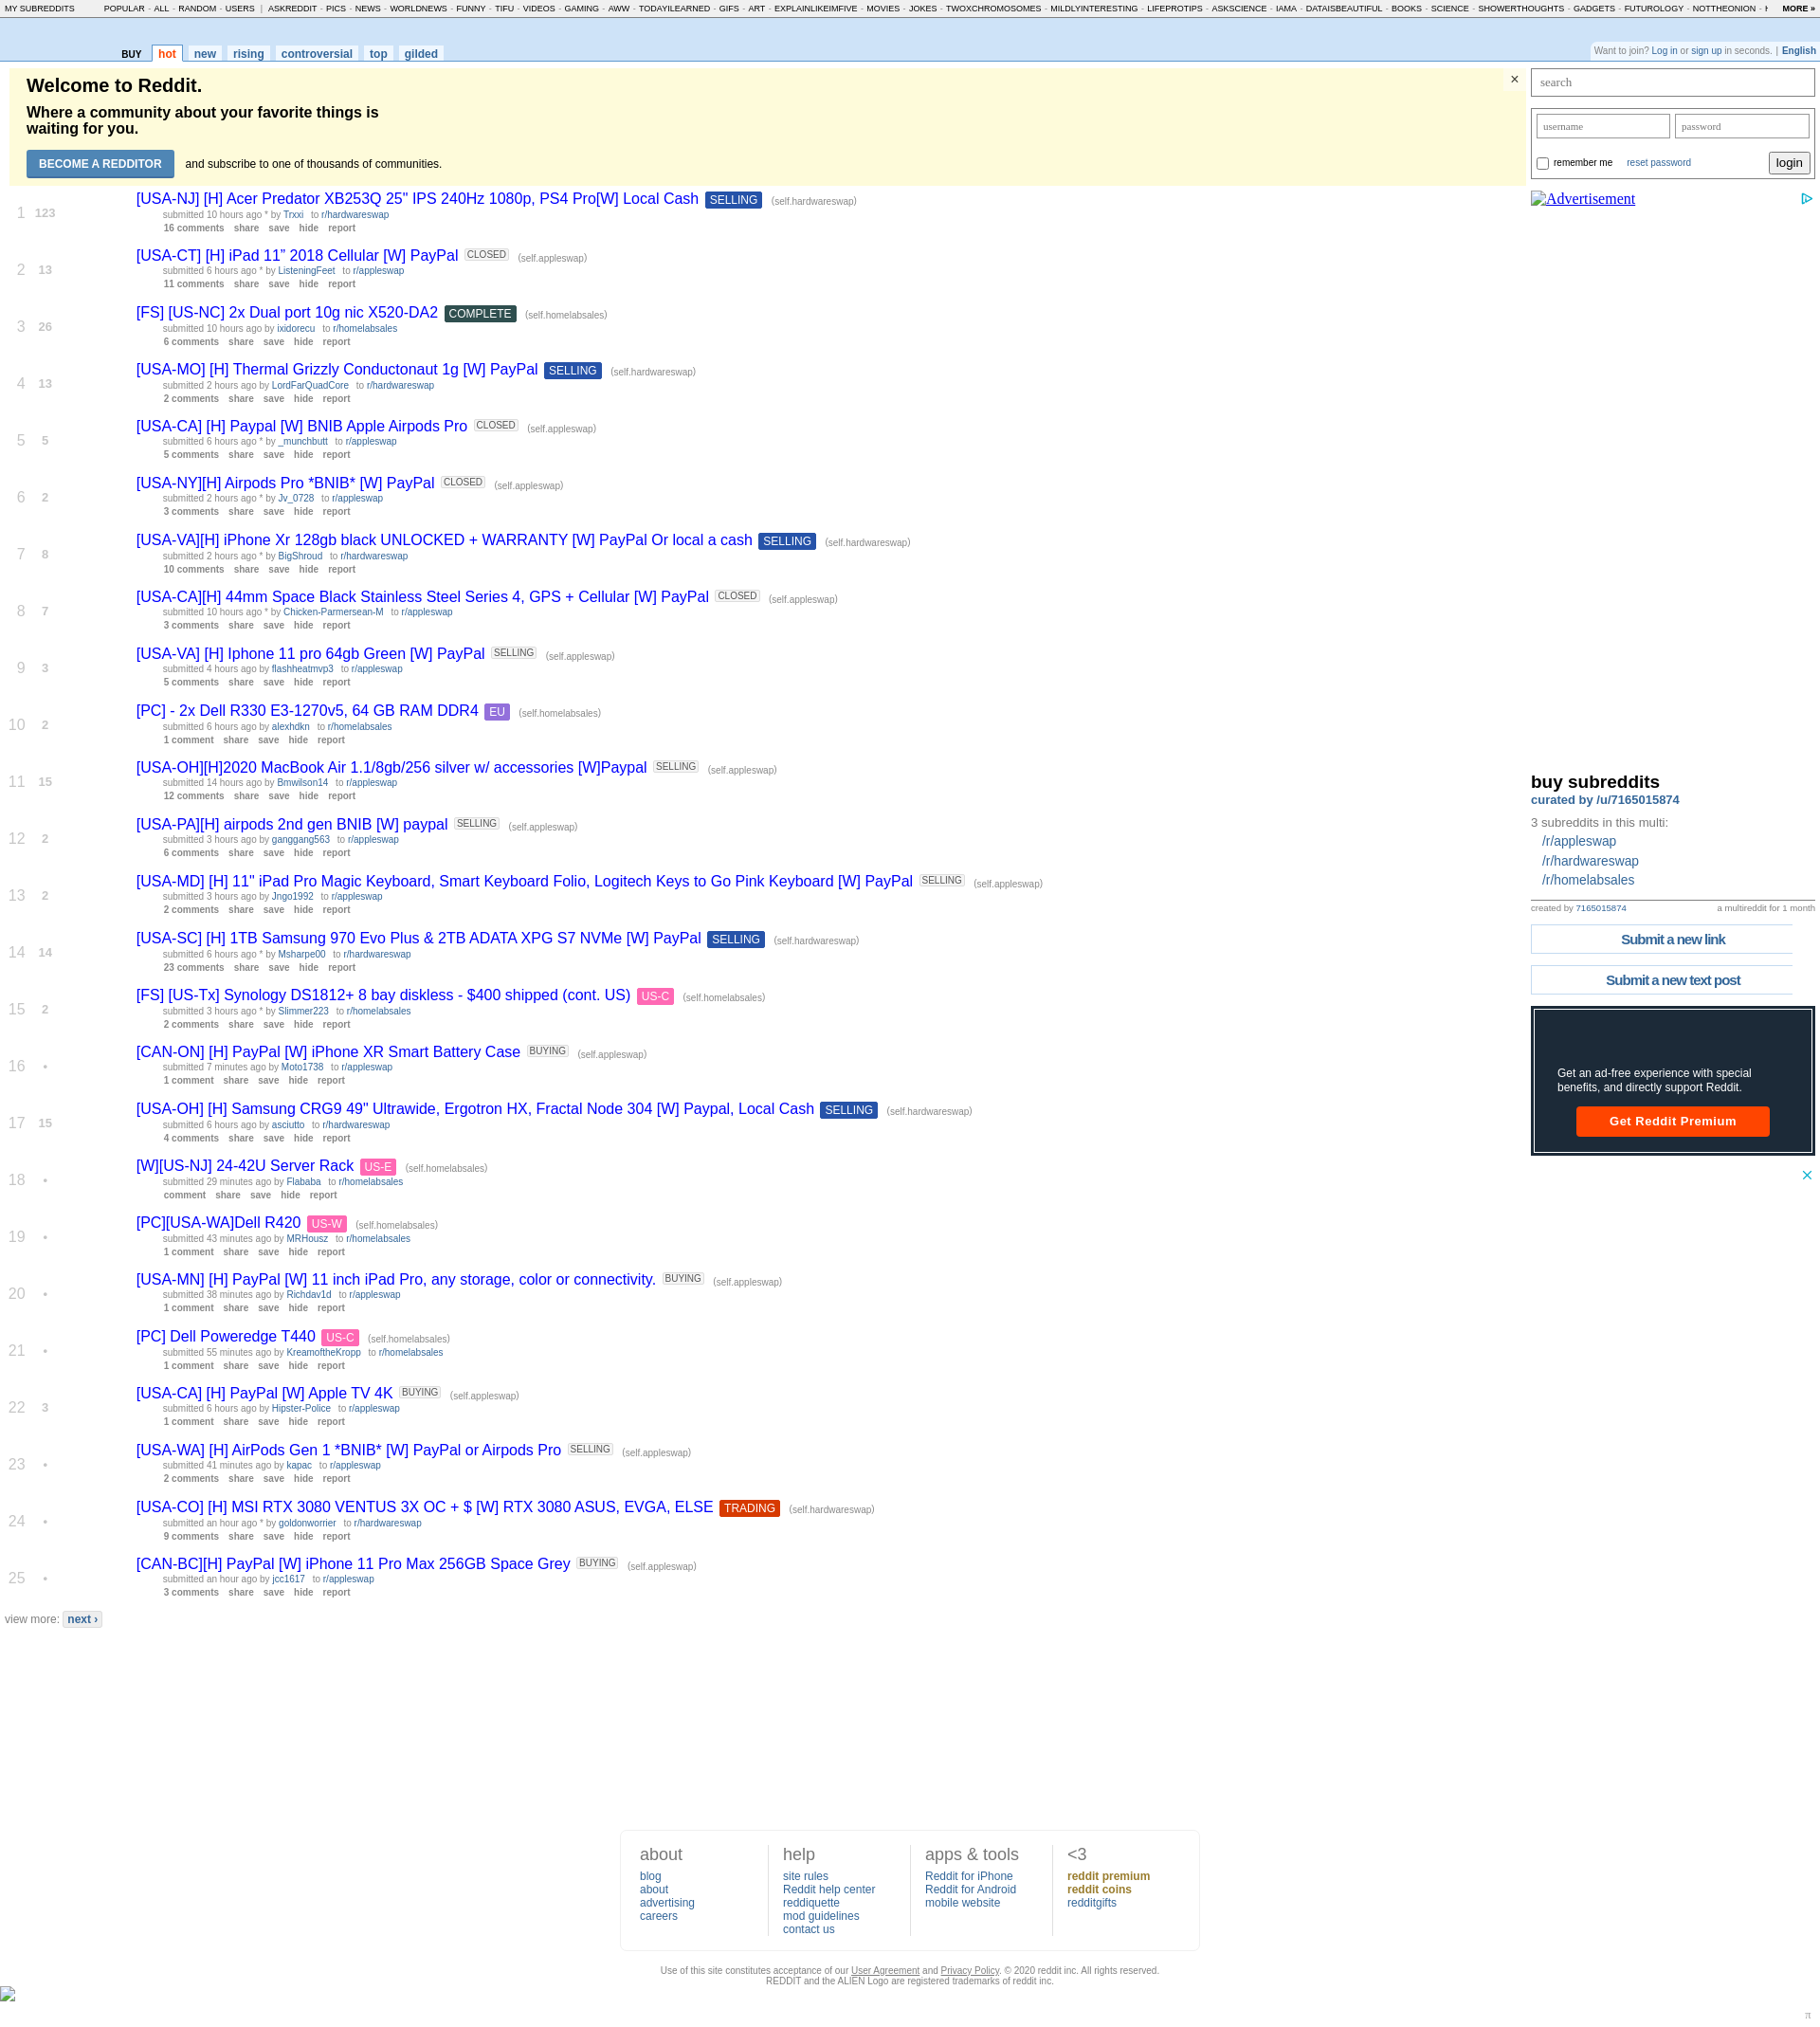 MY SUBREDDITS POPULAR - ALL - RANDOM - USERS | ASKREDDIT - PICS - NEWS - WORLDNEWS - FUNNY - TIFU - VIDEOS - GAMING - AWW - TODAYILEARNED - GIFS - ART - EXPLAINLIKEIMFIVE - MOVIES - JOKES - TWOXCHROMOSOMES - MILDLYINTERESTING - LIFEPROTIPS - ASKSCIENCE - IAMA - DATAISBEAUTIFUL - BOOKS - SCIENCE - SHOWERTHOUGHTS - GADGETS - FUTUROLOGY - NOTTHEONION - MORE »
BUY hot new rising controversial top gilded
Want to join? Log in or sign up in seconds. | English
Welcome to Reddit.
Where a community about your favorite things is
waiting for you.
BECOME A REDDITOR and subscribe to one of thousands of communities.
×
search
username password
remember me reset password login
Advertisement
1 123 [USA-NJ] [H] Acer Predator XB253Q 25" IPS 240Hz 1080p, PS4 Pro[W] Local Cash SELLING (self.hardwareswap)
submitted 10 hours ago * by Trxxi to r/hardwareswap
16 comments share save hide report
2 13 [USA-CT] [H] iPad 11” 2018 Cellular [W] PayPal CLOSED (self.appleswap)
submitted 6 hours ago * by ListeningFeet to r/appleswap
11 comments share save hide report
3 26 [FS] [US-NC] 2x Dual port 10g nic X520-DA2 COMPLETE (self.homelabsales)
submitted 10 hours ago by ixidorecu to r/homelabsales
6 comments share save hide report
4 13 [USA-MO] [H] Thermal Grizzly Conductonaut 1g [W] PayPal SELLING (self.hardwareswap)
submitted 2 hours ago by LordFarQuadCore to r/hardwareswap
2 comments share save hide report
5 5 [USA-CA] [H] Paypal [W] BNIB Apple Airpods Pro CLOSED (self.appleswap)
submitted 6 hours ago * by _munchbutt to r/appleswap
5 comments share save hide report
6 2 [USA-NY][H] Airpods Pro *BNIB* [W] PayPal CLOSED (self.appleswap)
submitted 2 hours ago * by Jv_0728 to r/appleswap
3 comments share save hide report
7 8 [USA-VA][H] iPhone Xr 128gb black UNLOCKED + WARRANTY [W] PayPal Or local a cash SELLING (self.hardwareswap)
submitted 2 hours ago * by BigShroud to r/hardwareswap
10 comments share save hide report
8 7 [USA-CA][H] 44mm Space Black Stainless Steel Series 4, GPS + Cellular [W] PayPal CLOSED (self.appleswap)
submitted 10 hours ago * by Chicken-Parmersean-M to r/appleswap
3 comments share save hide report
9 3 [USA-VA] [H] Iphone 11 pro 64gb Green [W] PayPal SELLING (self.appleswap)
submitted 4 hours ago by flashheatmvp3 to r/appleswap
5 comments share save hide report
10 2 [PC] - 2x Dell R330 E3-1270v5, 64 GB RAM DDR4 EU (self.homelabsales)
submitted 6 hours ago by alexhdkn to r/homelabsales
1 comment share save hide report
11 15 [USA-OH][H]2020 MacBook Air 1.1/8gb/256 silver w/ accessories [W]Paypal SELLING (self.appleswap)
submitted 14 hours ago by Bmwilson14 to r/appleswap
12 comments share save hide report
12 2 [USA-PA][H] airpods 2nd gen BNIB [W] paypal SELLING (self.appleswap)
submitted 3 hours ago by ganggang563 to r/appleswap
6 comments share save hide report
13 2 [USA-MD] [H] 11" iPad Pro Magic Keyboard, Smart Keyboard Folio, Logitech Keys to Go Pink Keyboard [W] PayPal SELLING (self.appleswap)
submitted 3 hours ago by Jngo1992 to r/appleswap
2 comments share save hide report
14 14 [USA-SC] [H] 1TB Samsung 970 Evo Plus & 2TB ADATA XPG S7 NVMe [W] PayPal SELLING (self.hardwareswap)
submitted 6 hours ago * by Msharpe00 to r/hardwareswap
23 comments share save hide report
15 2 [FS] [US-Tx] Synology DS1812+ 8 bay diskless - $400 shipped (cont. US) US-C (self.homelabsales)
submitted 3 hours ago * by Slimmer223 to r/homelabsales
2 comments share save hide report
16 • [CAN-ON] [H] PayPal [W] iPhone XR Smart Battery Case BUYING (self.appleswap)
submitted 7 minutes ago by Moto1738 to r/appleswap
1 comment share save hide report
17 15 [USA-OH] [H] Samsung CRG9 49" Ultrawide, Ergotron HX, Fractal Node 304 [W] Paypal, Local Cash SELLING (self.hardwareswap)
submitted 6 hours ago by asciutto to r/hardwareswap
4 comments share save hide report
18 • [W][US-NJ] 24-42U Server Rack US-E (self.homelabsales)
submitted 29 minutes ago by Flababa to r/homelabsales
comment share save hide report
19 • [PC][USA-WA]Dell R420 US-W (self.homelabsales)
submitted 43 minutes ago by MRHousz to r/homelabsales
1 comment share save hide report
20 • [USA-MN] [H] PayPal [W] 11 inch iPad Pro, any storage, color or connectivity. BUYING (self.appleswap)
submitted 38 minutes ago by Richdav1d to r/appleswap
1 comment share save hide report
21 • [PC] Dell Poweredge T440 US-C (self.homelabsales)
submitted 55 minutes ago by KreamoftheKropp to r/homelabsales
1 comment share save hide report
22 3 [USA-CA] [H] PayPal [W] Apple TV 4K BUYING (self.appleswap)
submitted 6 hours ago by Hipster-Police to r/appleswap
1 comment share save hide report
23 • [USA-WA] [H] AirPods Gen 1 *BNIB* [W] PayPal or Airpods Pro SELLING (self.appleswap)
submitted 41 minutes ago by kapac to r/appleswap
2 comments share save hide report
24 • [USA-CO] [H] MSI RTX 3080 VENTUS 3X OC + $ [W] RTX 3080 ASUS, EVGA, ELSE TRADING (self.hardwareswap)
submitted an hour ago * by goldonworrier to r/hardwareswap
9 comments share save hide report
25 • [CAN-BC][H] PayPal [W] iPhone 11 Pro Max 256GB Space Grey BUYING (self.appleswap)
submitted an hour ago by jcc1617 to r/appleswap
3 comments share save hide report
view more: next ›
buy subreddits
curated by /u/7165015874
3 subreddits in this multi:
/r/appleswap
/r/hardwareswap
/r/homelabsales
created by 7165015874 a multireddit for 1 month
Submit a new link
Submit a new text post
Get an ad-free experience with special
benefits, and directly support Reddit.
Get Reddit Premium
about
blog
about
advertising
careers
help
site rules
Reddit help center
reddiquette
mod guidelines
contact us
apps & tools
Reddit for iPhone
Reddit for Android
mobile website
<3
reddit premium
reddit coins
redditgifts
Use of this site constitutes acceptance of our User Agreement and Privacy Policy. © 2020 reddit inc. All rights reserved.
REDDIT and the ALIEN Logo are registered trademarks of reddit inc.
π